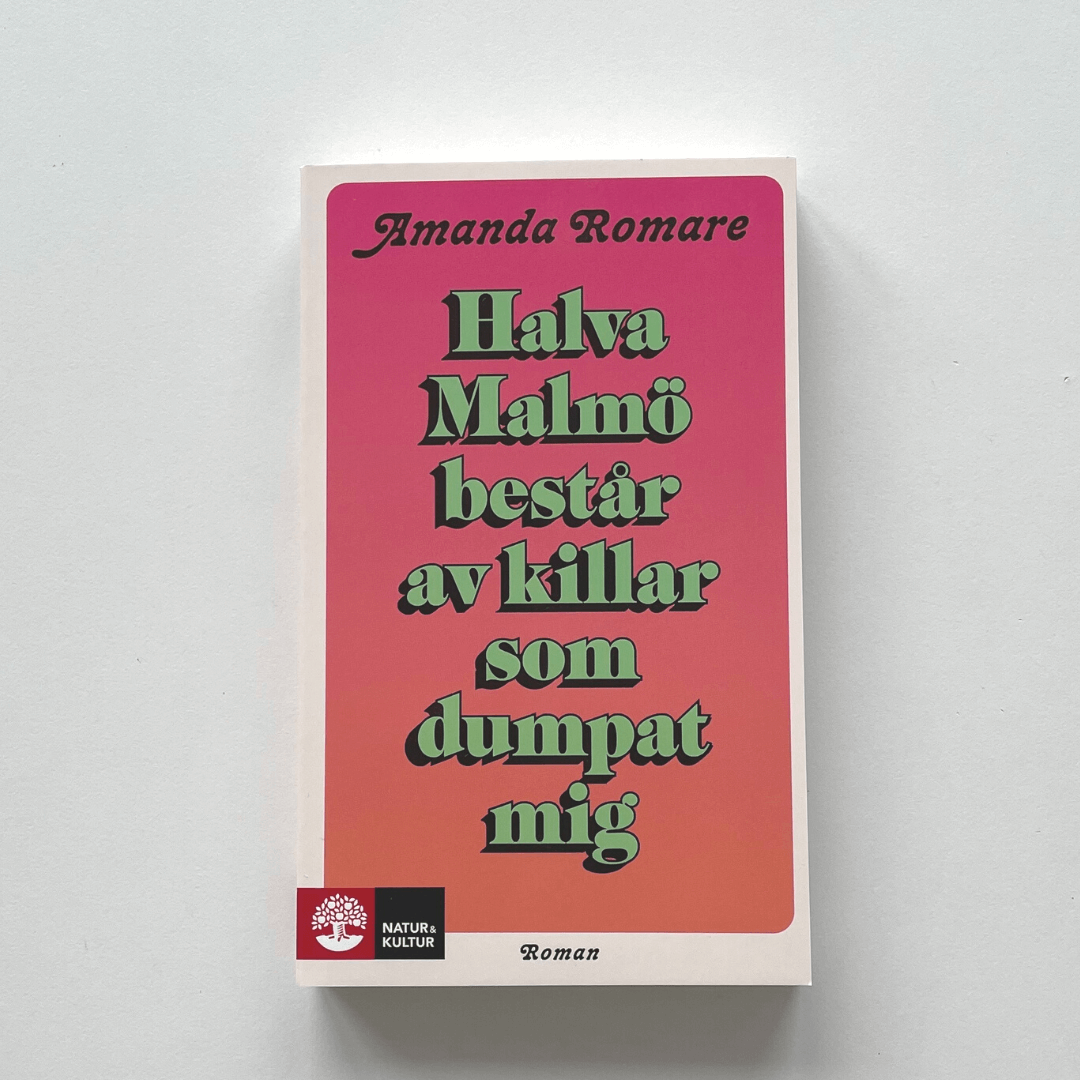 Amanda Romare
Halva
Malmö
består
av killar
som
dumpat
mig
NATUR &
KULTUR
Roman